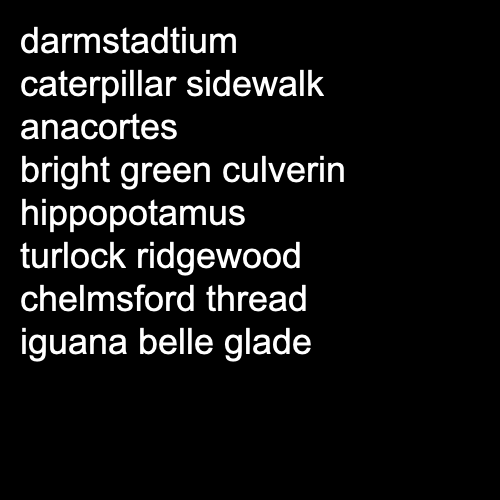 darmstadtium
caterpillar sidewalk
anacortes
bright green culverin
hippopotamus
turlock ridgewood
chelmsford thread
iguana belle glade